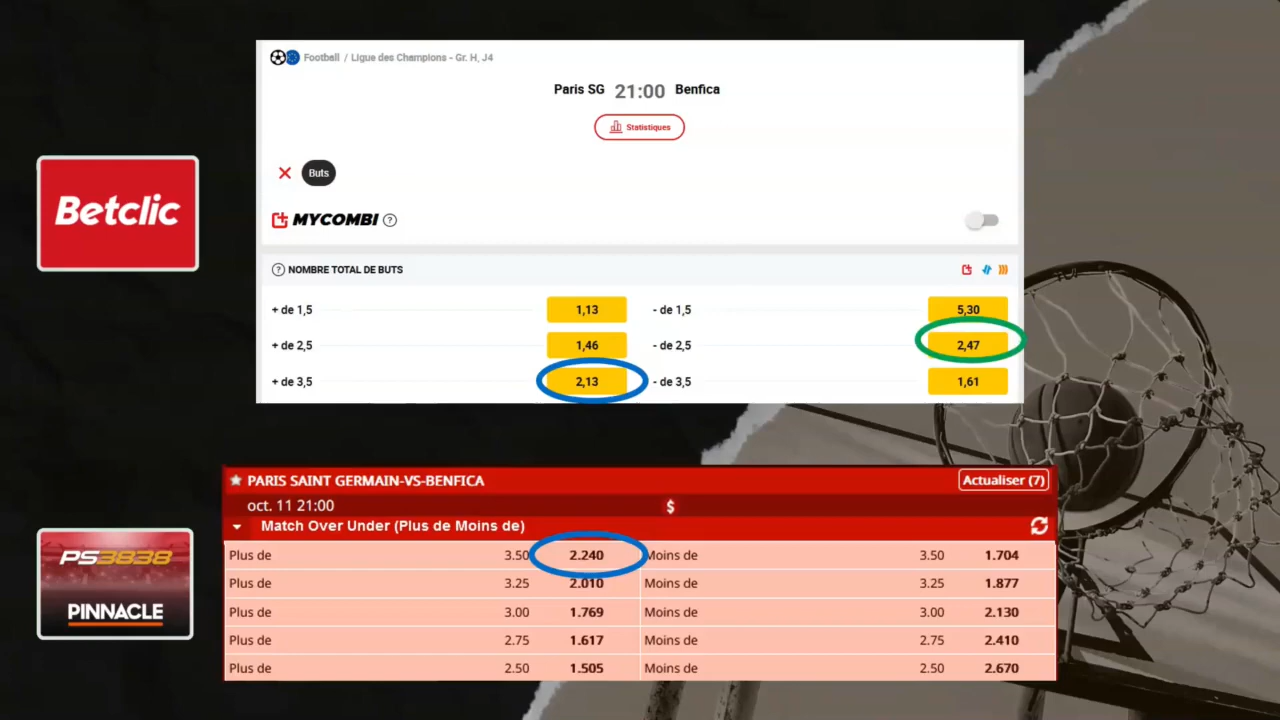 Football / Ligue des Champions - Gr. H, J4
Paris SG 21:00 Benfica
Statistiques
Buts
MYCOMBI ?
Betclic
? NOMBRE TOTAL DE BUTS
+ de 1,5 1,13 - de 1,5 5,30
+ de 2,5 1,46 - de 2,5 2,47
+ de 3,5 2,13 - de 3,5 1,61
PARIS SAINT GERMAIN-VS-BENFICA Actualiser (7)
oct. 11 21:00 $
Match Over Under (Plus de Moins de)
Plus de 3.50 2.240 Moins de 3.50 1.704
Plus de 3.25 2.010 Moins de 3.25 1.877
Plus de 3.00 1.769 Moins de 3.00 2.130
Plus de 2.75 1.617 Moins de 2.75 2.410
Plus de 2.50 1.505 Moins de 2.50 2.670
PS3838
PINNACLE